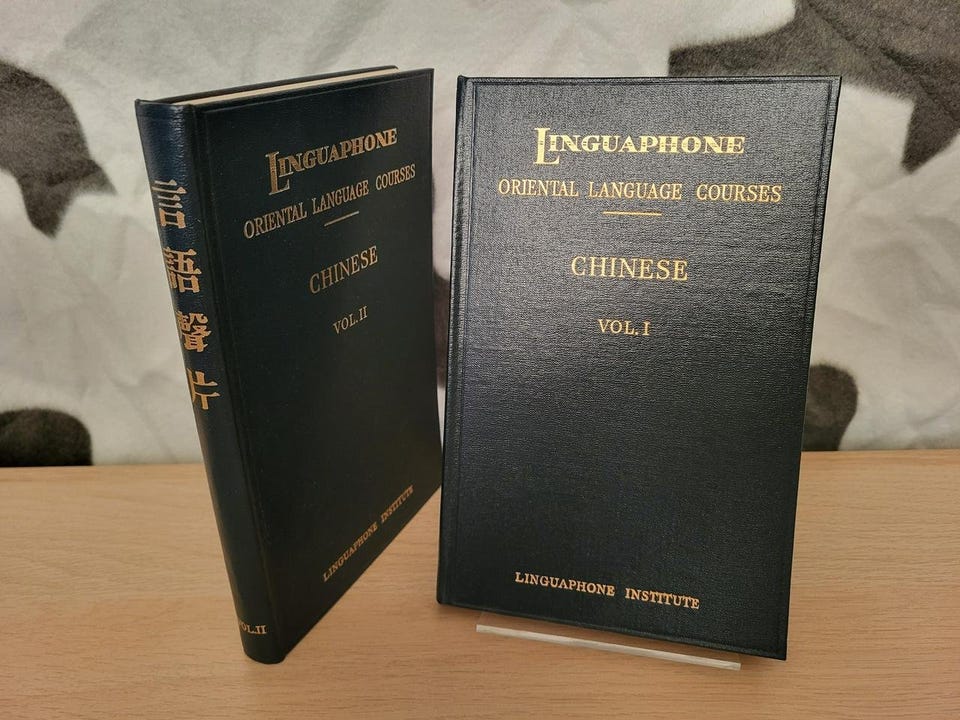 言語聲片
VOL.II
LINGUAPHONE
ORIENTAL LANGUAGE COURSES
CHINESE
VOL.II
LINGUAPHONE INSTITUTE
LINGUAPHONE
ORIENTAL LANGUAGE COURSES
CHINESE
VOL.I
LINGUAPHONE INSTITUTE